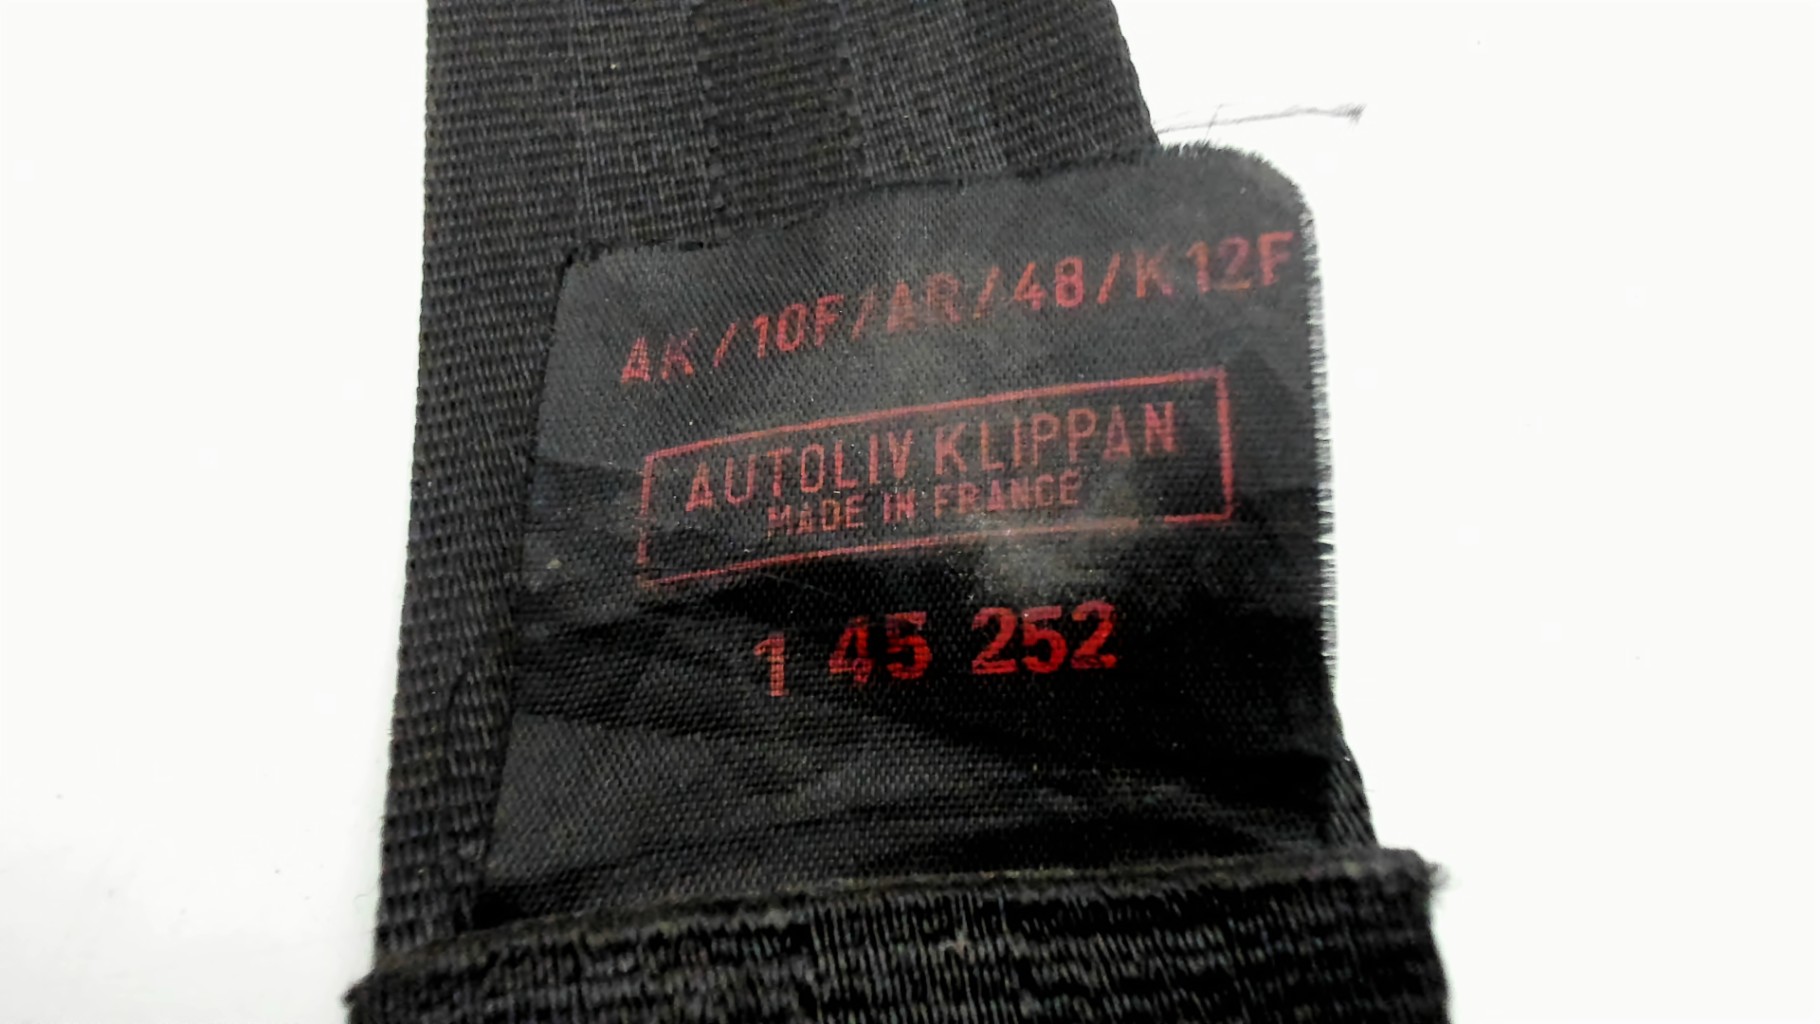 AK/10F/AR/48/K12F
AUTOLIV KLIPPAN
MADE IN FRANCE
1 45 252